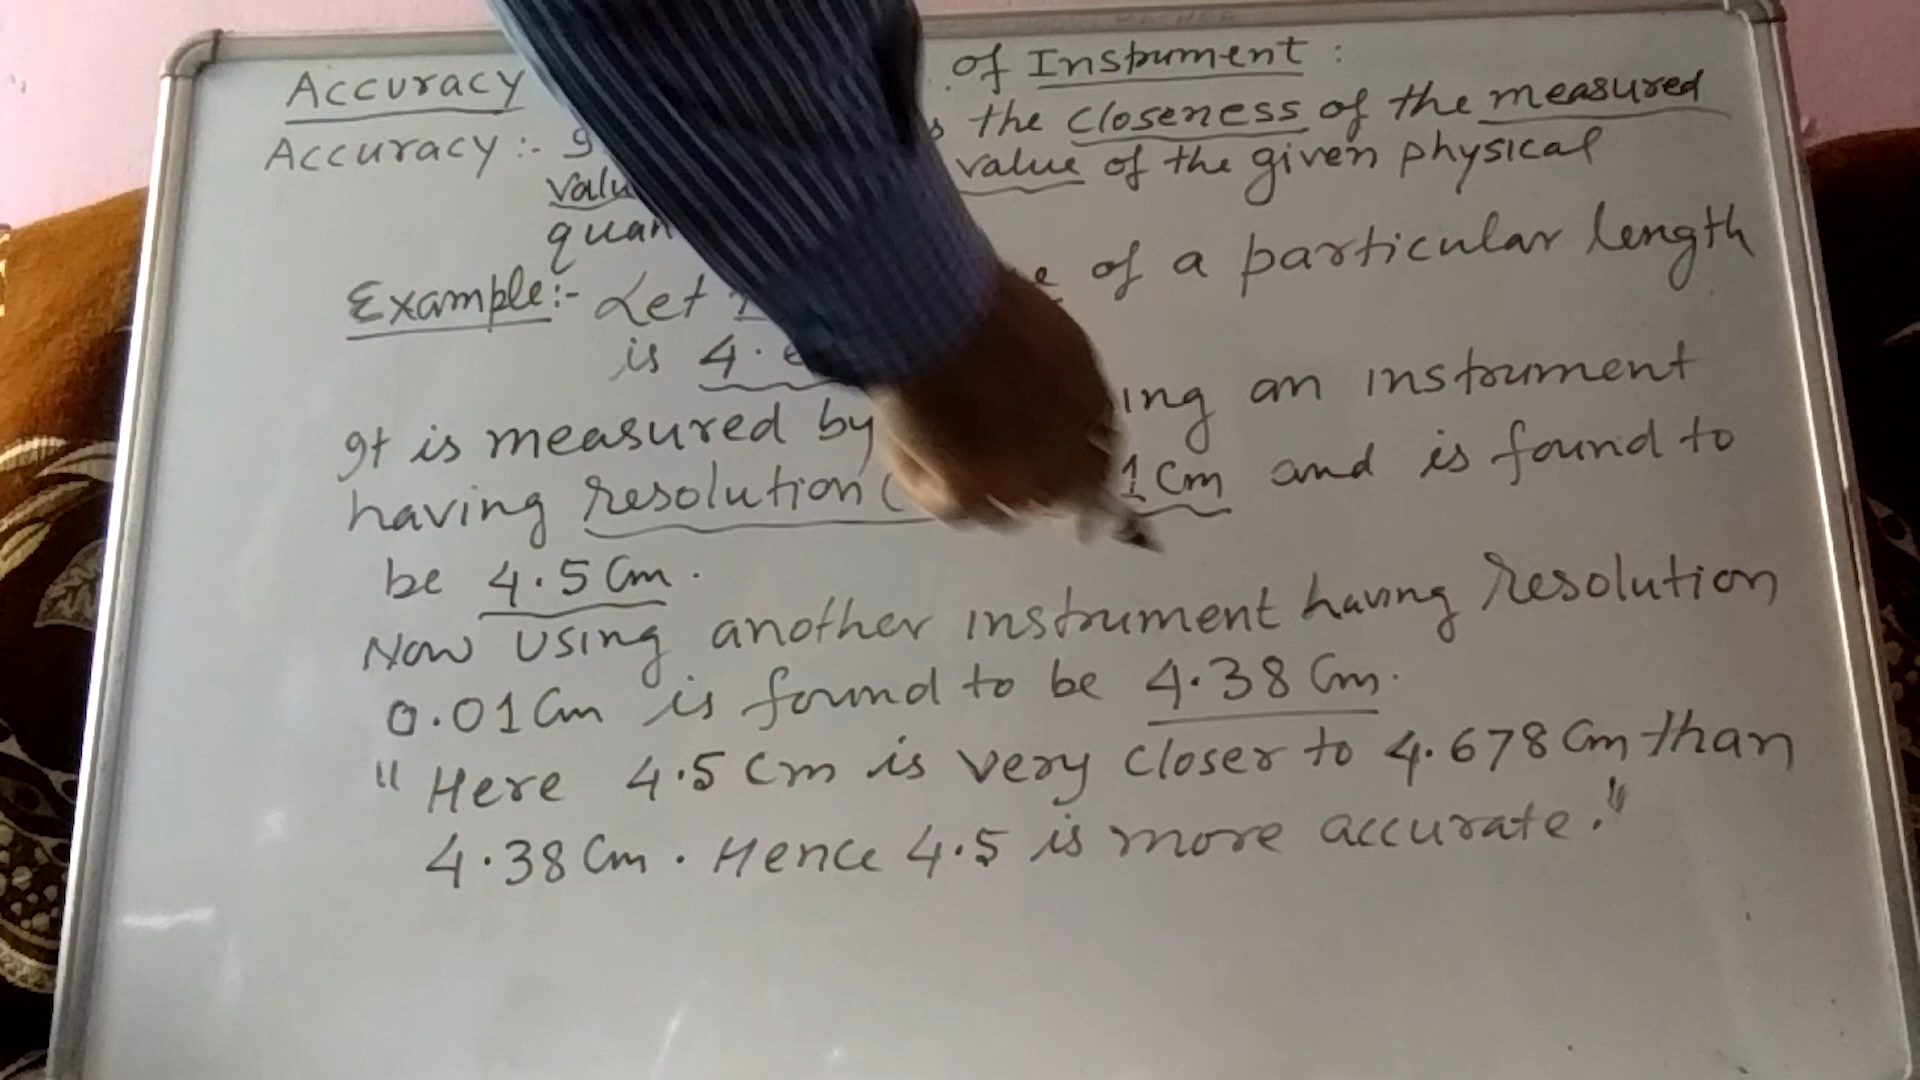 Accuracy of Instrument :
Accuracy :- the closeness of the measured
value of the given physical
Example :- Let of a particular length
is 4.
It is measured by an instrument
having resolution ( 1 Cm and is found to
be 4.5 Cm .
Now using another instrument having resolution
0.01 Cm is found to be 4.38 Cm.
" Here 4.5 Cm is very closer to 4.678 Cm than
4.38 Cm . Hence 4.5 is more accurate ."